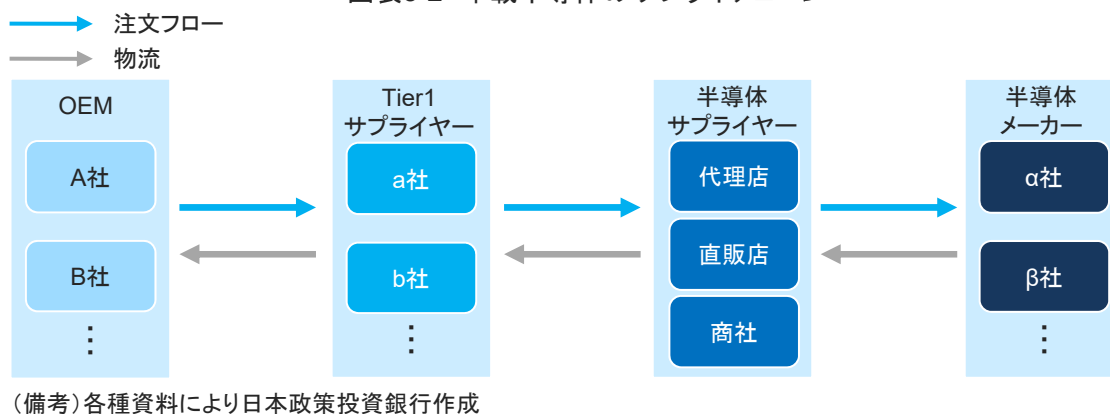 注文フロー
物流
OEM
A社
B社
⋮
Tier1
サプライヤー
a社
b社
⋮
半導体
サプライヤー
代理店
直販店
商社
半導体
メーカー
α社
β社
⋮
（備考）各種資料により日本政策投資銀行作成